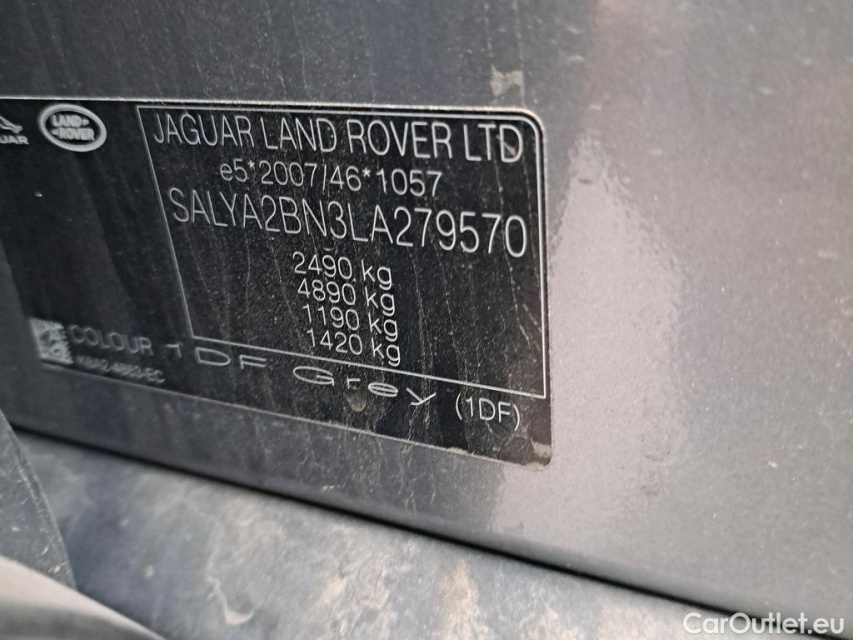 LAND-
ROVER
JAGUAR LAND ROVER LTD
e5*2007/46*1057
SALYA2BN3LA279570
2490 kg
4890 kg
1190 kg
1420 kg
COLOUR 1DF Grey (1DF)
CarOutlet.eu